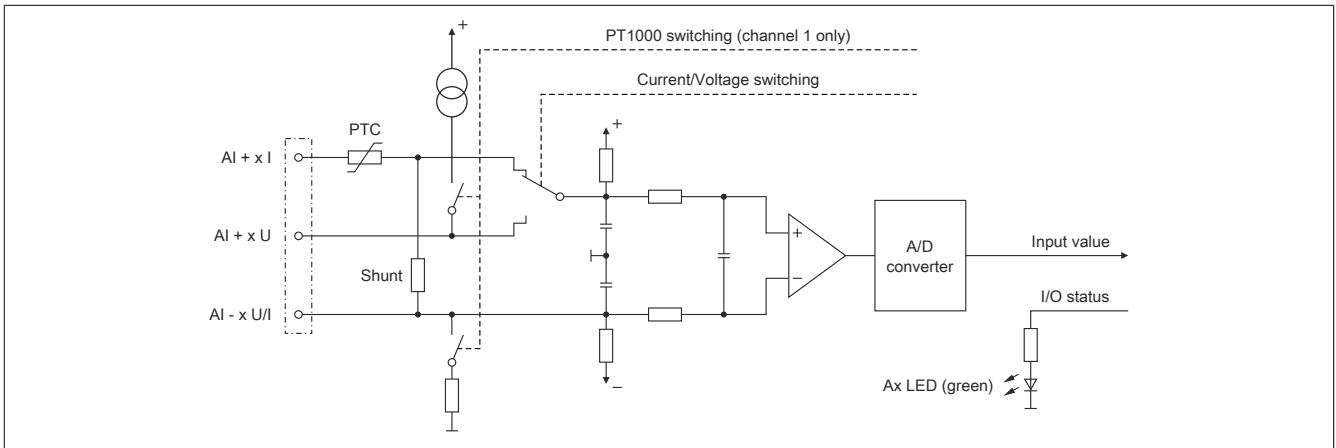 +
PT1000 switching (channel 1 only)
Current/Voltage switching
+
PTC
AI + x I
AI + x U
Shunt
AI - x U/I
+
−
A/D
converter
Input value
I/O status
−
Ax LED (green)